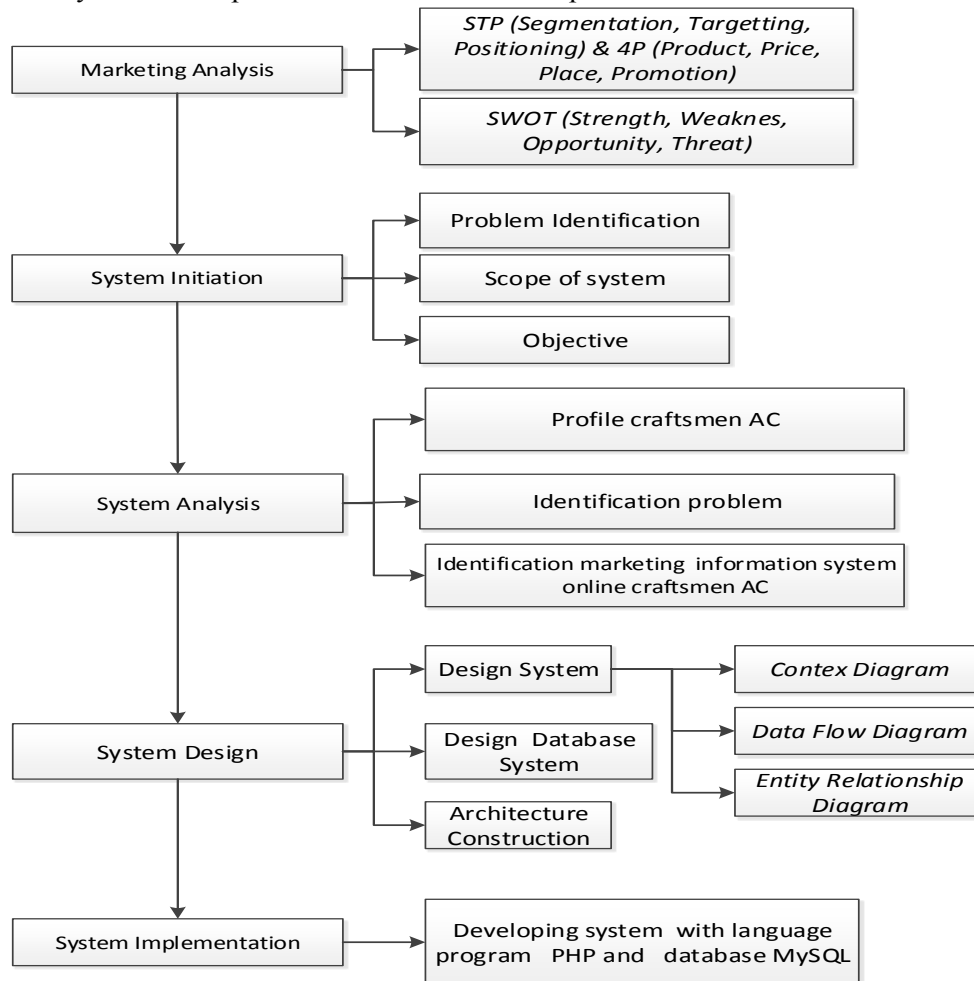 STP (Segmentation, Targetting,
Positioning) & 4P (Product, Price,
Place, Promotion)
Marketing Analysis
SWOT (Strength, Weaknes,
Opportunity, Threat)
Problem Identification
System Initiation
Scope of system
Objective
Profile craftsmen AC
System Analysis
Identification problem
Identification marketing information system
online craftsmen AC
Design System
Contex Diagram
System Design
Design Database
System
Data Flow Diagram
Entity Relationship
Diagram
Architecture
Construction
System Implementation
Developing system with language
program PHP and database MySQL